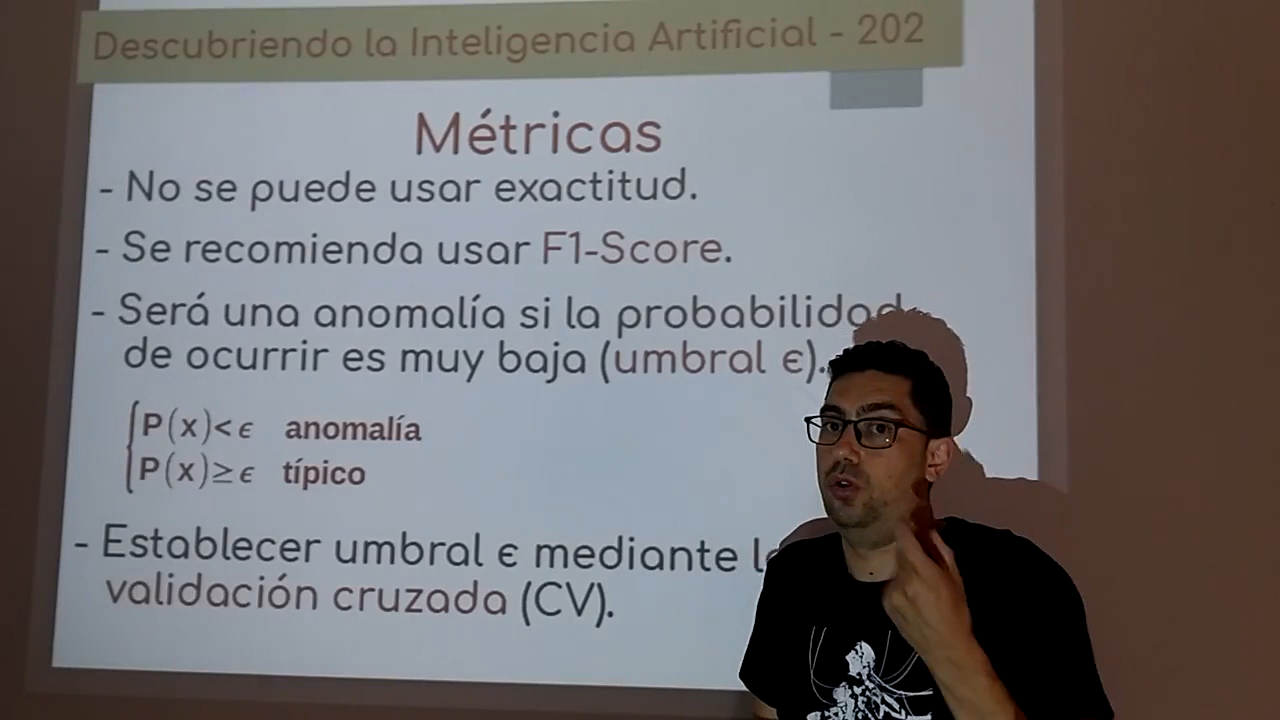 Descubriendo la Inteligencia Artificial - 202
Métricas
- No se puede usar exactitud.
- Se recomienda usar F1-Score.
- Será una anomalía si la probabilidad
de ocurrir es muy baja (umbral ϵ).
P(x)<ϵ anomalía
P(x)≥ϵ típico
- Establecer umbral ϵ mediante
validación cruzada (CV).